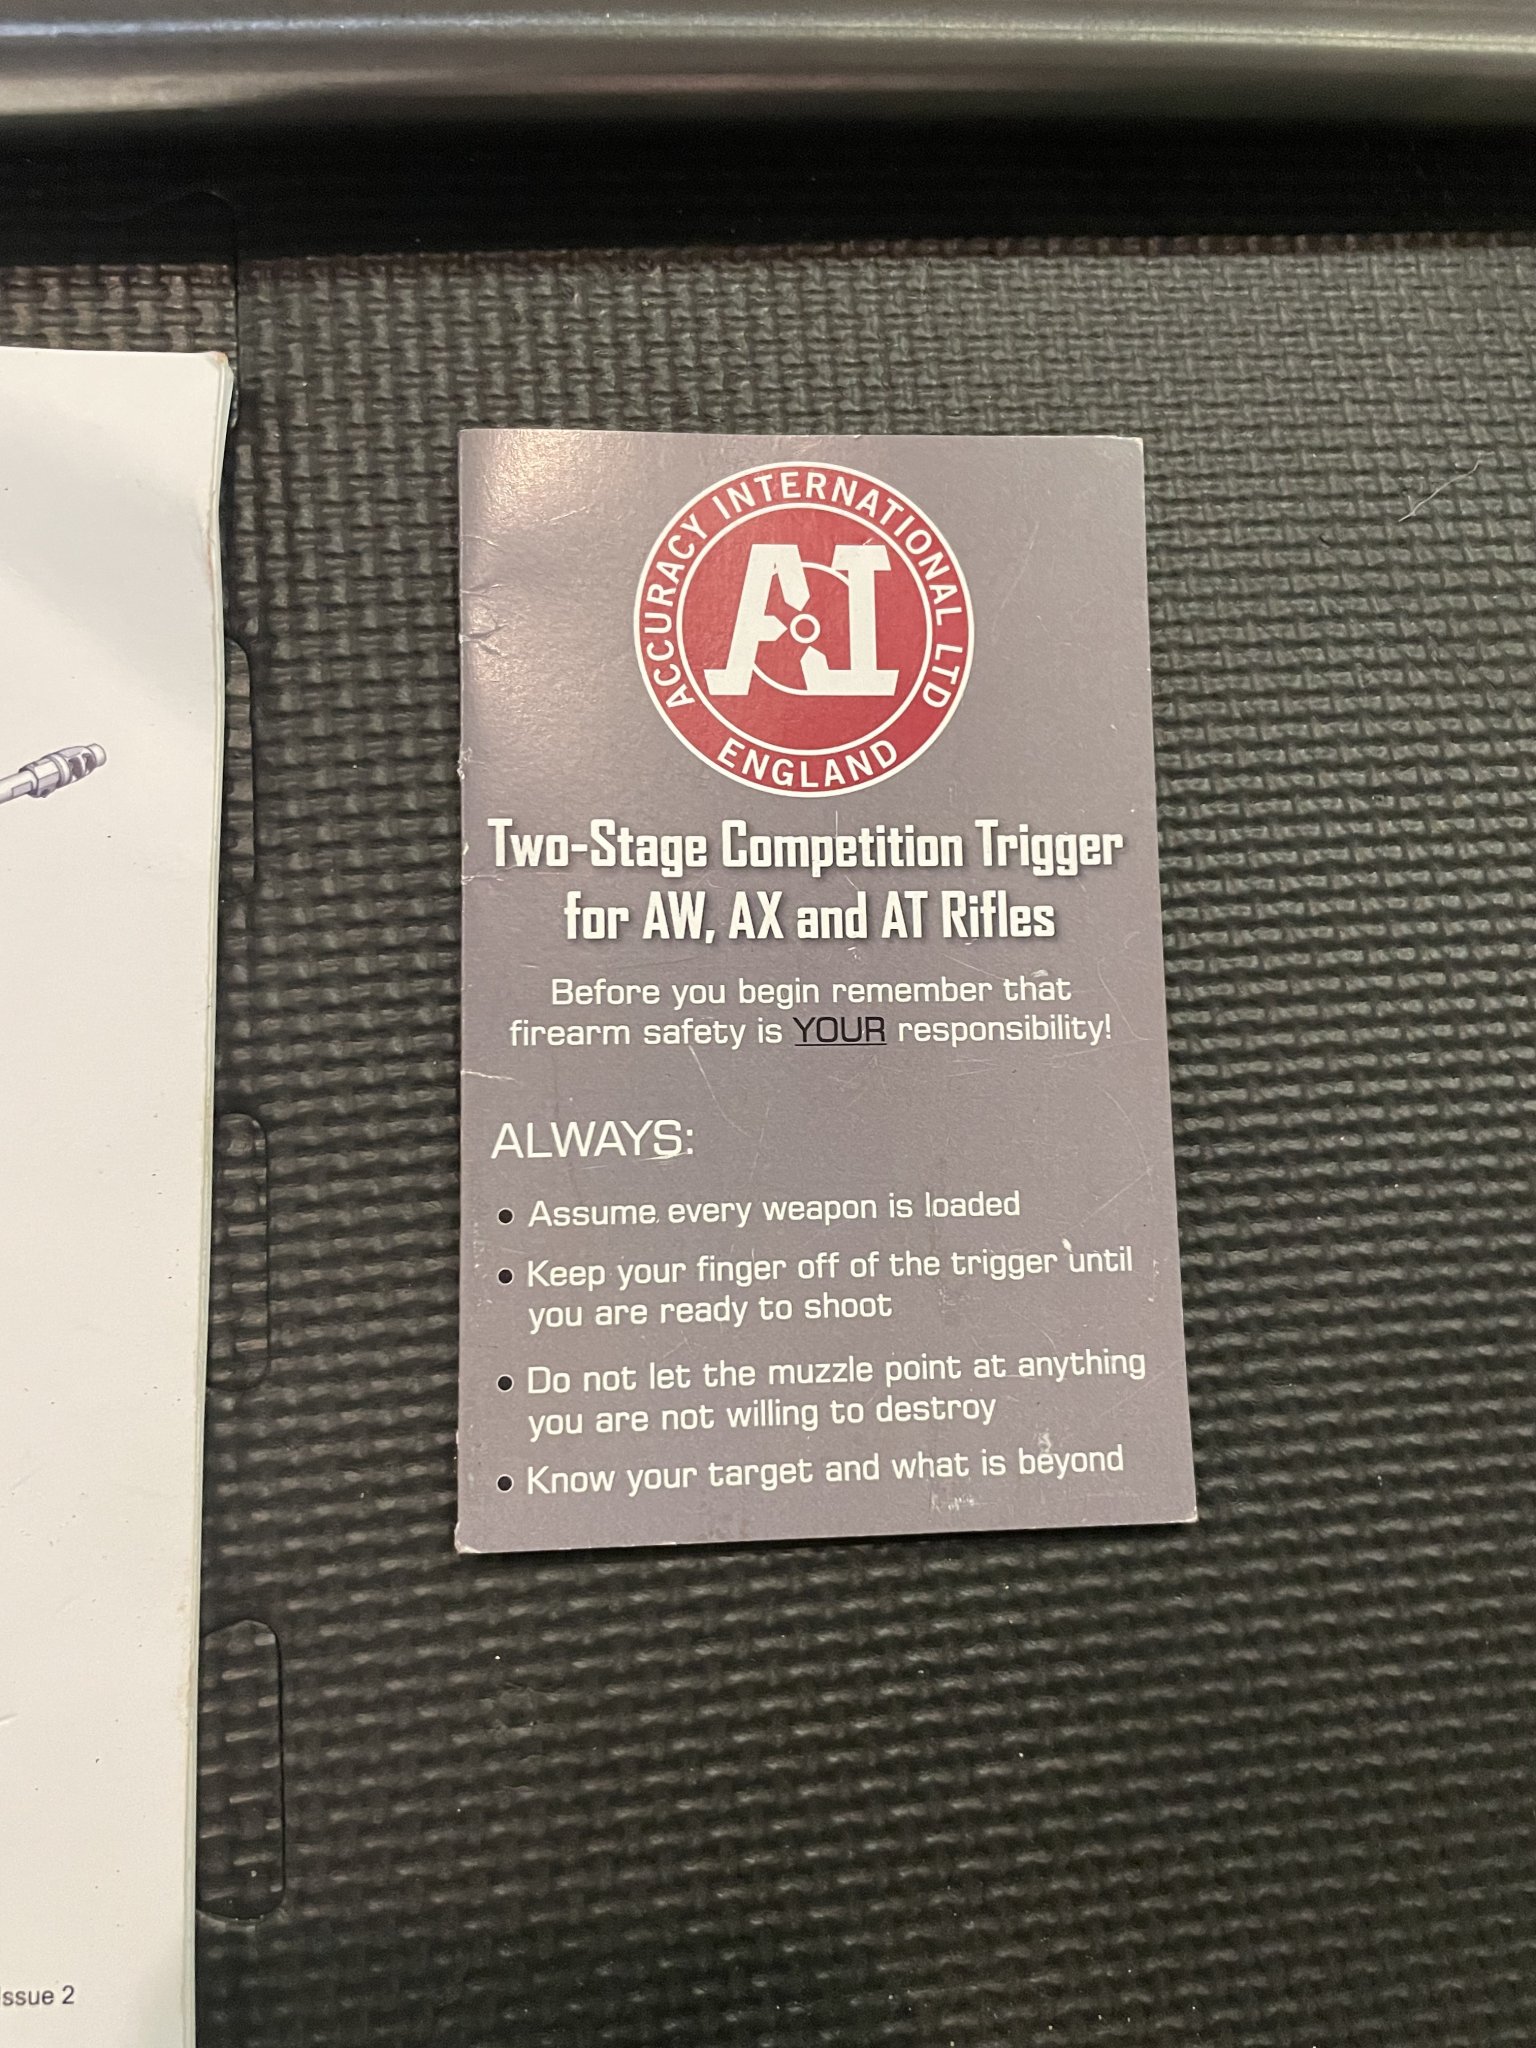 ACCURACY INTERNATIONAL LTD
AI
ENGLAND
Two-Stage Competition Trigger
for AW, AX and AT Rifles
Before you begin remember that
firearm safety is YOUR responsibility!
ALWAYS:
• Assume every weapon is loaded
• Keep your finger off of the trigger until
you are ready to shoot
• Do not let the muzzle point at anything
you are not willing to destroy
• Know your target and what is beyond
Issue 2